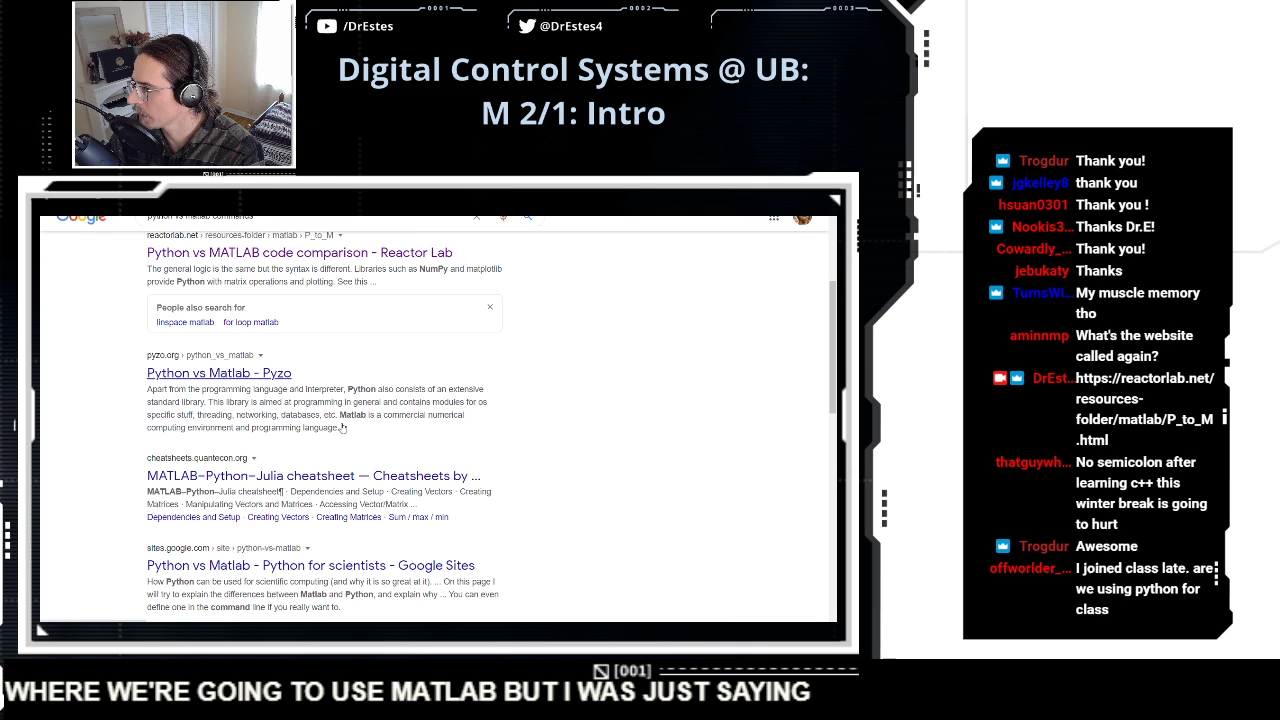 0001
0002
0003
/DrEstes
@DrEstes4
Digital Control Systems @ UB:
M 2/1: Intro
[001]
Google
python vs matlab commands
reactorlab.net › resources-folder › matlab › P_to_M
Python vs MATLAB code comparison - Reactor Lab
The general logic is the same but the syntax is different. Libraries such as NumPy and matplotlib
provide Python with matrix operations and plotting. See this ...
People also search for
linspace matlab for loop matlab
pyzo.org › python_vs_matlab
Python vs Matlab - Pyzo
Apart from the programming language and interpreter, Python also consists of an extensive
standard library. This library is aimed at programming in general and contains modules for os
specific stuff, threading, networking, databases, etc. Matlab is a commercial numerical
computing environment and programming language.
cheatsheets.quantecon.org
MATLAB–Python–Julia cheatsheet — Cheatsheets by ...
MATLAB–Python–Julia cheatsheet¶ · Dependencies and Setup · Creating Vectors · Creating
Matrices · Manipulating Vectors and Matrices · Accessing Vector/Matrix ...
Dependencies and Setup · Creating Vectors · Creating Matrices · Sum / max / min
sites.google.com › site › python-vs-matlab
Python vs Matlab - Python for scientists - Google Sites
How Python can be used for scientific computing (and why it is so great at it). ... On this page I
will try to explain the differences between Matlab and Python, and explain why ... You can even
define one in the command line if you really want to.
Trogdur Thank you!
jgkelley8 thank you
hsuan0301 Thank you !
Nookis3... Thanks Dr.E!
Cowardly_... Thank you!
jebukaty Thanks
TurnsWi... My muscle memory
tho
aminnmp What's the website
called again?
DrEst... https://reactorlab.net/
resources-
folder/matlab/P_to_M
.html
thatguywh... No semicolon after
learning c++ this
winter break is going
to hurt
Trogdur Awesome
offworlder_... I joined class late. are
we using python for
class
[001]
WHERE WE'RE GOING TO USE MATLAB BUT I WAS JUST SAYING